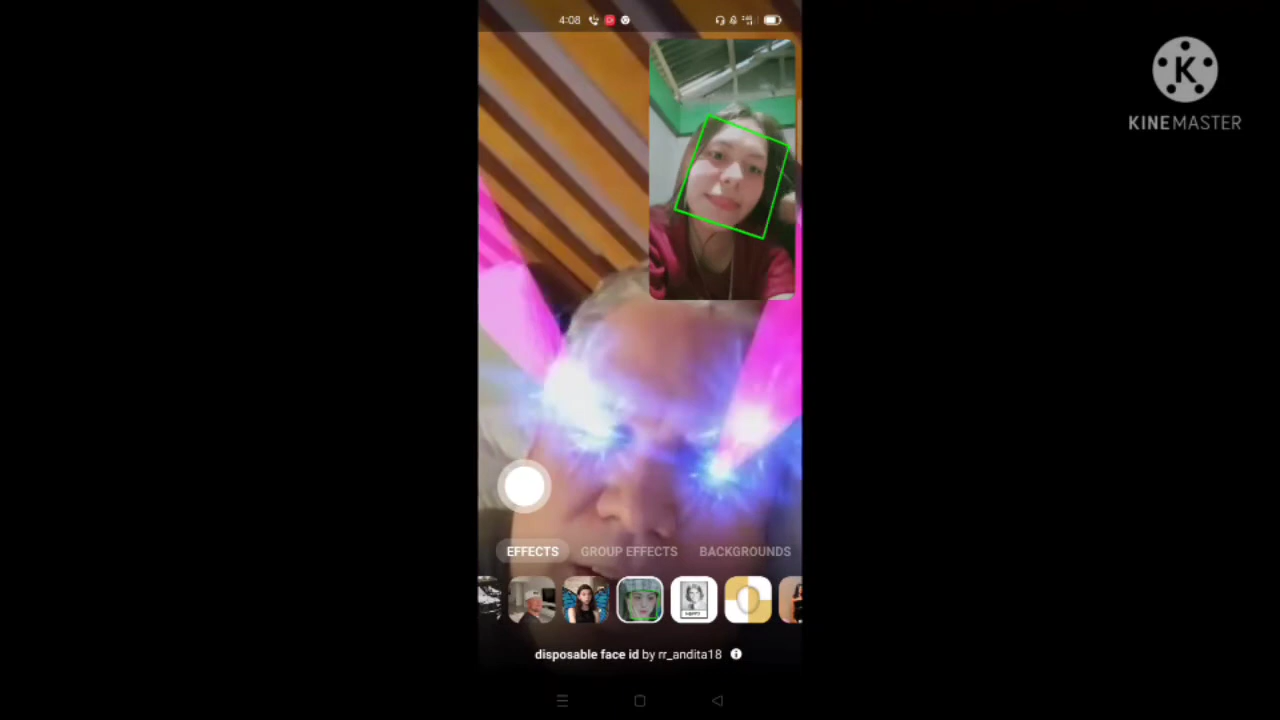 4:08
KINEMASTER
EFFECTS GROUP EFFECTS BACKGROUNDS
disposable face id by rr_andita18